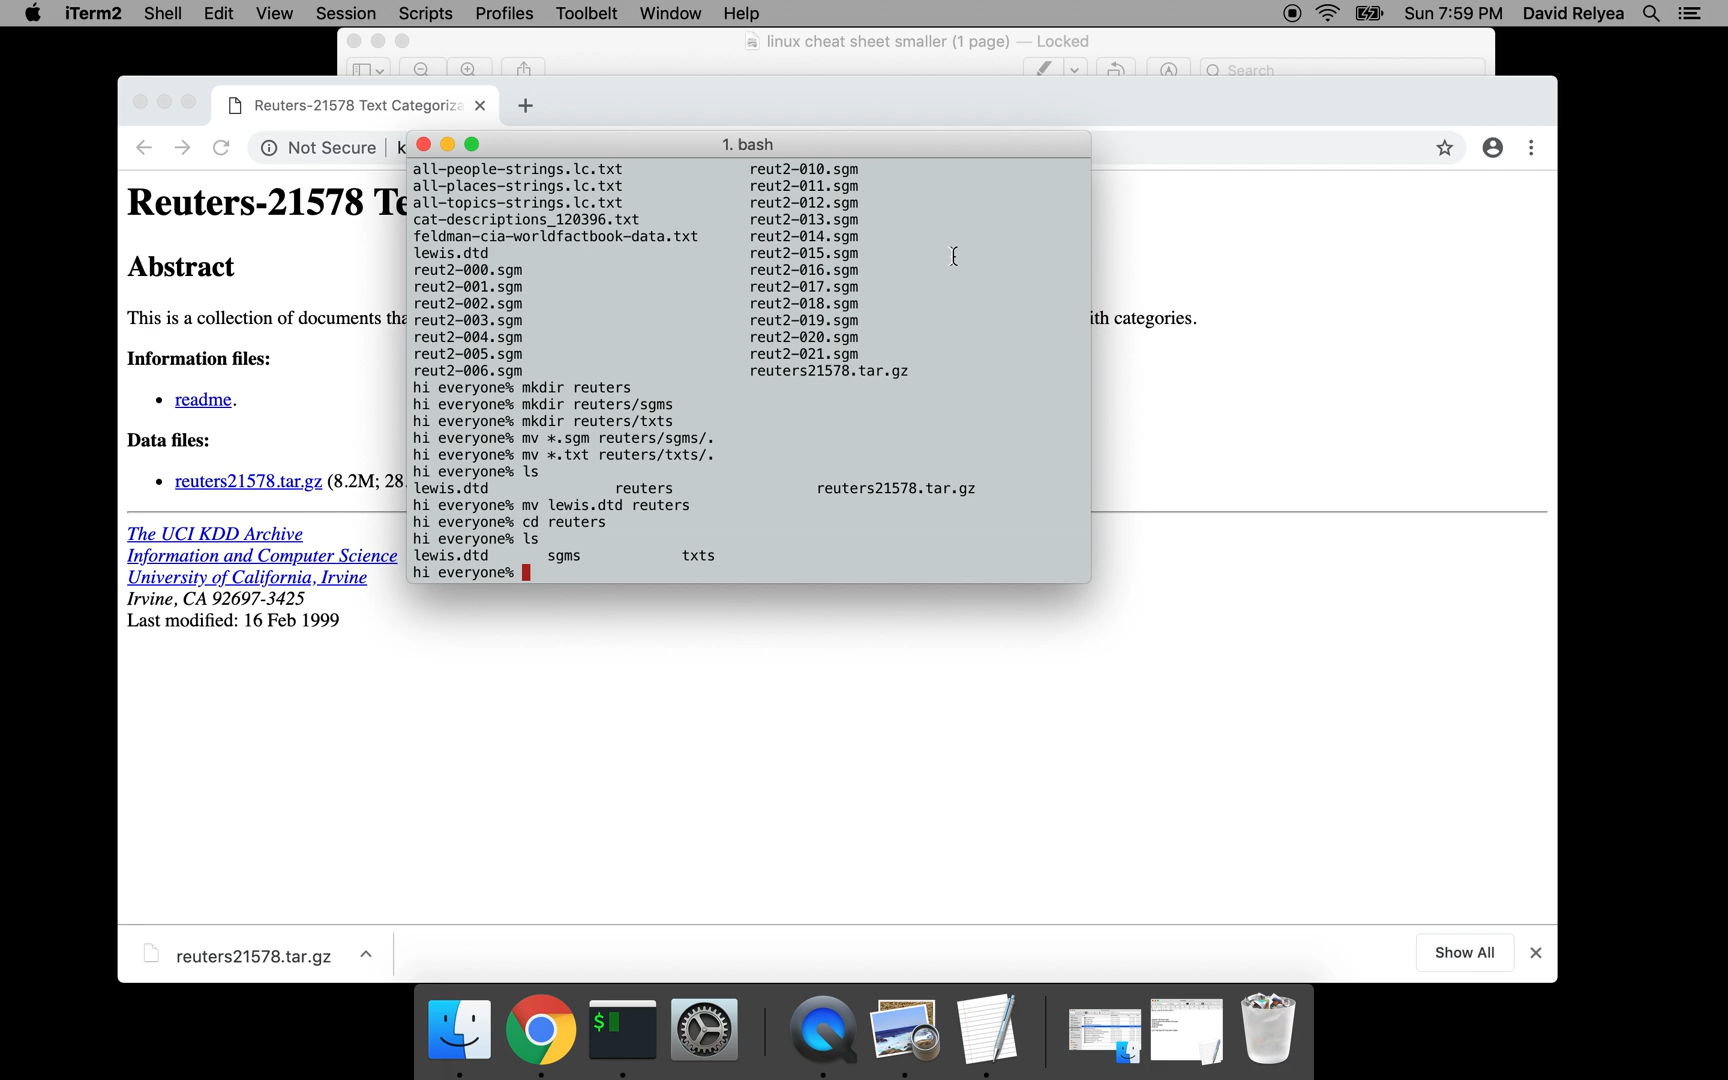 iTerm2 Shell Edit View Session Scripts Profiles Toolbelt Window Help Sun 7:59 PM David Relyea
linux cheat sheet smaller (1 page) — Locked
Search
Reuters-21578 Text Categoriza
Not Secure k
1. bash
all-people-strings.lc.txt reut2-010.sgm
all-places-strings.lc.txt reut2-011.sgm
all-topics-strings.lc.txt reut2-012.sgm
cat-descriptions_120396.txt reut2-013.sgm
feldman-cia-worldfactbook-data.txt reut2-014.sgm
lewis.dtd reut2-015.sgm
reut2-000.sgm reut2-016.sgm
reut2-001.sgm reut2-017.sgm
reut2-002.sgm reut2-018.sgm
reut2-003.sgm reut2-019.sgm
reut2-004.sgm reut2-020.sgm
reut2-005.sgm reut2-021.sgm
reut2-006.sgm reuters21578.tar.gz
hi everyone% mkdir reuters
hi everyone% mkdir reuters/sgms
hi everyone% mkdir reuters/txts
hi everyone% mv *.sgm reuters/sgms/.
hi everyone% mv *.txt reuters/txts/.
hi everyone% ls
lewis.dtd reuters reuters21578.tar.gz
hi everyone% mv lewis.dtd reuters
hi everyone% cd reuters
hi everyone% ls
lewis.dtd sgms txts
hi everyone%
Reuters-21578 Te
Abstract
This is a collection of documents tha ith categories.
Information files:
• readme.
Data files:
• reuters21578.tar.gz (8.2M; 28.
The UCI KDD Archive
Information and Computer Science
University of California, Irvine
Irvine, CA 92697-3425
Last modified: 16 Feb 1999
reuters21578.tar.gz Show All
$